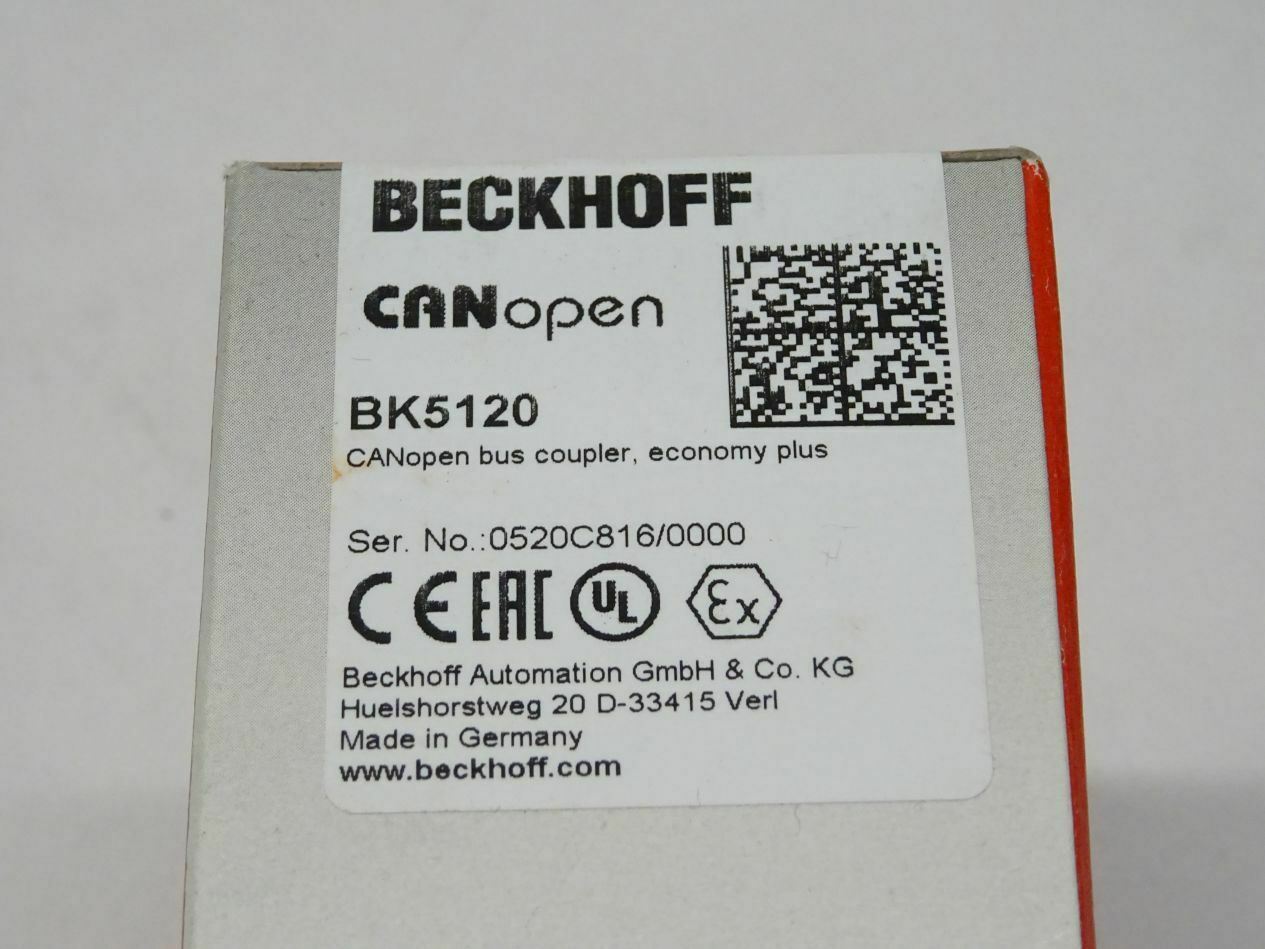 BECKHOFF
CANopen
BK5120
CANopen bus coupler, economy plus
Ser. No.:0520C816/0000
CE EAC UL Ex
Beckhoff Automation GmbH & Co. KG
Huelshorstweg 20 D-33415 Verl
Made in Germany
www.beckhoff.com